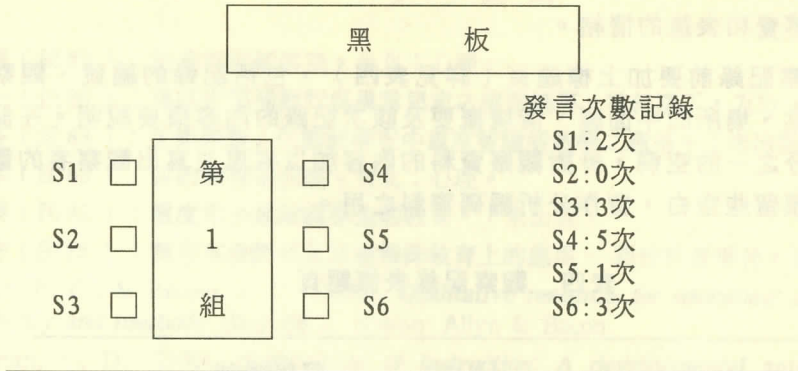 黑 板
發言次數記錄
S1:2次
S2:0次
S3:3次
S4:5次
S5:1次
S6:3次
S1 第 S4
S2 1 S5
S3 組 S6